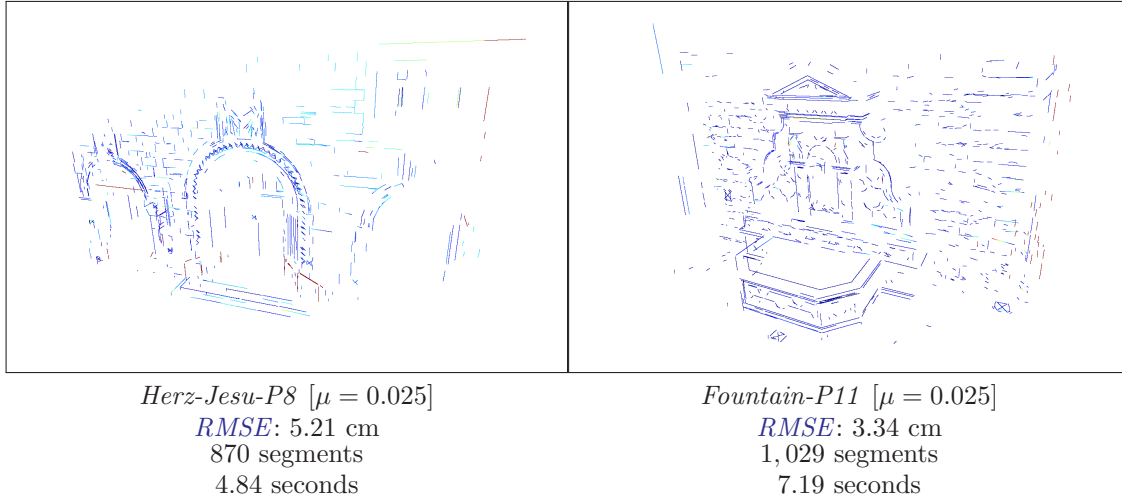 Herz-Jesu-P8 [μ = 0.025]
RMSE: 5.21 cm
870 segments
4.84 seconds
Fountain-P11 [μ = 0.025]
RMSE: 3.34 cm
1, 029 segments
7.19 seconds